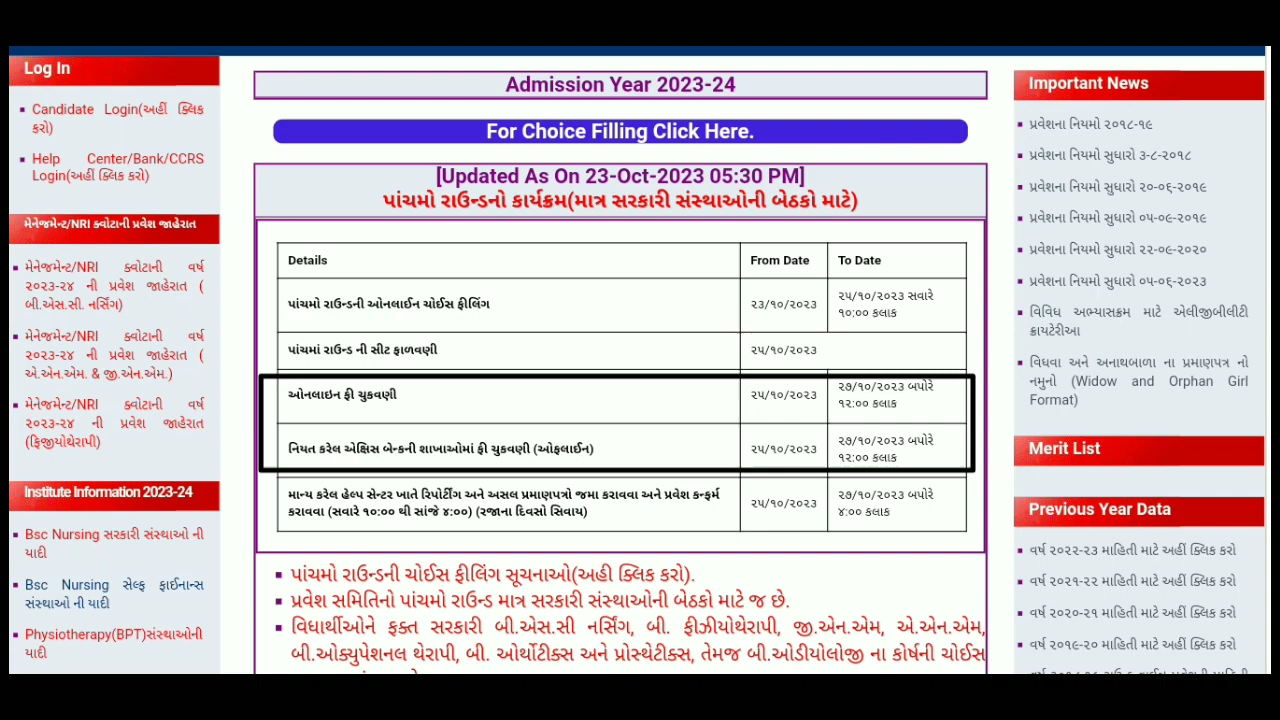 Log In
Candidate Login(અહીં ક્લિક
કરો)
Help Center/Bank/CCRS
Login(અહીં ક્લિક કરો)
મેનેજમેન્ટ/NRI ક્વોટાની પ્રવેશ જાહેરાત
મેનેજમેન્ટ/NRI ક્વોટાની વર્ષ
૨૦૨૩-૨૪ ની પ્રવેશ જાહેરાત (
બી.એસ.સી. નર્સિંગ)
મેનેજમેન્ટ/NRI ક્વોટાની વર્ષ
૨૦૨૩-૨૪ ની પ્રવેશ જાહેરાત (
એ.એન.એમ. & જી.એન.એમ.)
મેનેજમેન્ટ/NRI ક્વોટાની વર્ષ
૨૦૨૩-૨૪ ની પ્રવેશ જાહેરાત
(ફિજીયોથેરાપી)
Institute Information 2023-24
Bsc Nursing સરકારી સંસ્થાઓ ની
યાદી
Bsc Nursing સેલ્ફ ફાઈનાન્સ
સંસ્થાઓ ની યાદી
Physiotherapy(BPT)સંસ્થાઓની
યાદી
Admission Year 2023-24
For Choice Filling Click Here.
[Updated As On 23-Oct-2023 05:30 PM]
પાંચમો રાઉન્ડનો કાર્યક્રમ(માત્ર સરકારી સંસ્થાઓની બેઠકો માટે)
Details From Date To Date
પાંચમો રાઉન્ડની ઓનલાઈન ચોઈસ ફીલિંગ ૨૩/૧૦/૨૦૨૩ ૨૫/૧૦/૨૦૨૩ સવારે
૧૦:૦૦ કલાક
પાંચમાં રાઉન્ડ ની સીટ ફાળવણી ૨૫/૧૦/૨૦૨૩
ઓનલાઇન ફી ચુકવણી ૨૫/૧૦/૨૦૨૩ ૨૭/૧૦/૨૦૨૩ બપોરે
૧૨:૦૦ કલાક
નિયત કરેલ એક્ષિસ બેન્કની શાખાઓમાં ફી ચુકવણી (ઓફલાઈન) ૨૫/૧૦/૨૦૨૩ ૨૭/૧૦/૨૦૨૩ બપોરે
૧૨:૦૦ કલાક
માન્ય કરેલ હેલ્પ સેન્ટર ખાતે રિપોર્ટીંગ અને અસલ પ્રમાણપત્રો જમા કરાવવા અને પ્રવેશ કન્ફર્મ
કરાવવા (સવારે ૧૦:૦૦ થી સાંજે ૪:૦૦) (રજાના દિવસો સિવાય) ૨૫/૧૦/૨૦૨૩ ૨૭/૧૦/૨૦૨૩ બપોરે
૪:૦૦ કલાક
પાંચમો રાઉન્ડની ચોઈસ ફીલિંગ સૂચનાઓ(અહી ક્લિક કરો).
પ્રવેશ સમિતિનો પાંચમો રાઉન્ડ માત્ર સરકારી સંસ્થાઓની બેઠકો માટે જ છે.
વિધાર્થીઓને ફક્ત સરકારી બી.એસ.સી નર્સિંગ, બી. ફીઝીયોથેરાપી, જી.એન.એમ, એ.એન.એમ,
બી.ઓક્યુપેશનલ થેરાપી, બી. ઓર્થોટીક્સ અને પ્રોસ્થેટીક્સ, તેમજ બી.ઓડીયોલોજી ના કોર્ષની ચોઈસ
Important News
પ્રવેશના નિયમો ૨૦૧૮-૧૯
પ્રવેશના નિયમો સુધારો ૩-૮-૨૦૧૮
પ્રવેશના નિયમો સુધારો ૨૦-૦૬-૨૦૧૯
પ્રવેશના નિયમો સુધારો ૦૫-૦૯-૨૦૧૯
પ્રવેશના નિયમો સુધારો ૨૨-૦૯-૨૦૨૦
પ્રવેશના નિયમો સુધારો ૦૫-૦૬-૨૦૨૩
વિવિધ અભ્યાસક્રમ માટે એલીજીબીલીટી
ક્રાયટેરીઆ
વિધવા અને અનાથબાળા ના પ્રમાણપત્ર નો
નમુનો (Widow and Orphan Girl
Format)
Merit List
Previous Year Data
વર્ષ ૨૦૨૨-૨૩ માહિતી માટે અહીં ક્લિક કરો
વર્ષ ૨૦૨૧-૨૨ માહિતી માટે અહીં ક્લિક કરો
વર્ષ ૨૦૨૦-૨૧ માહિતી માટે અહીં ક્લિક કરો
વર્ષ ૨૦૧૯-૨૦ માહિતી માટે અહીં ક્લિક કરો